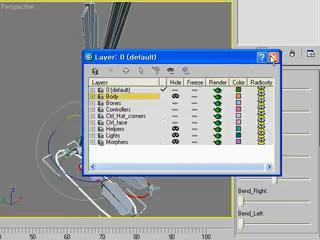 Perspective
Layer: 0 (default)
Layers Hide Freeze Render Color Radiosity
0 (default)
Body
Bones
Controllers
Ctrl_Hat_corners
Ctrl_face
Helpers
Lights
Morphers
Bend_Right.
Bend_Left.
40 50 60 70 80 90 100